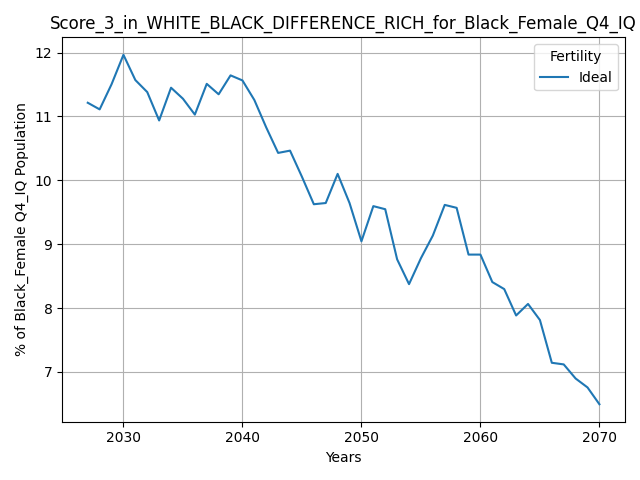 Score_3_in_WHITE_BLACK_DIFFERENCE_RICH_for_Black_Female_Q4_IQ
Fertility
Ideal
% of Black_Female Q4_IQ Population
12
11
10
9
8
7
2030 2040 2050 2060 2070
Years